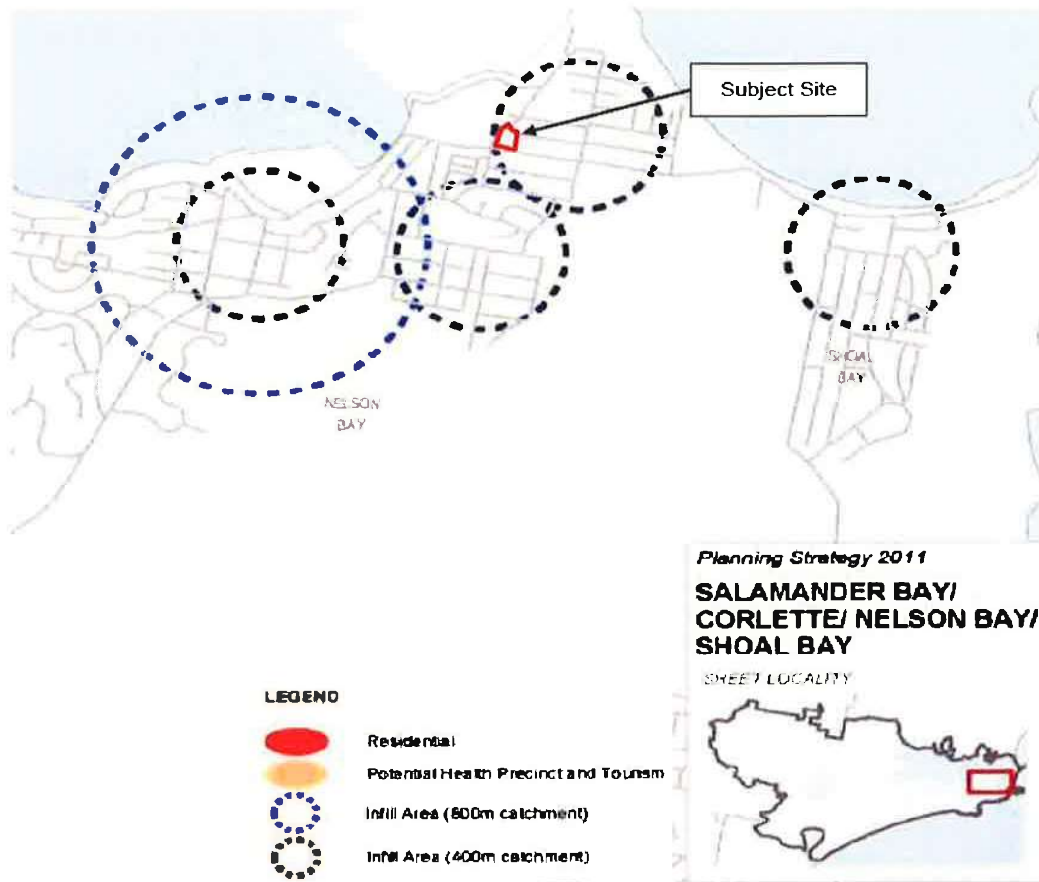 Subject Site
SHOAL
BAY
NELSON
BAY
Planning Strategy 2011
SALAMANDER BAY/
CORLETTE/ NELSON BAY/
SHOAL BAY
SHEET LOCALITY
LEGEND
Residential
Potential Health Precinct and Tourism
Infill Area (800m catchment)
Infill Area (400m catchment)